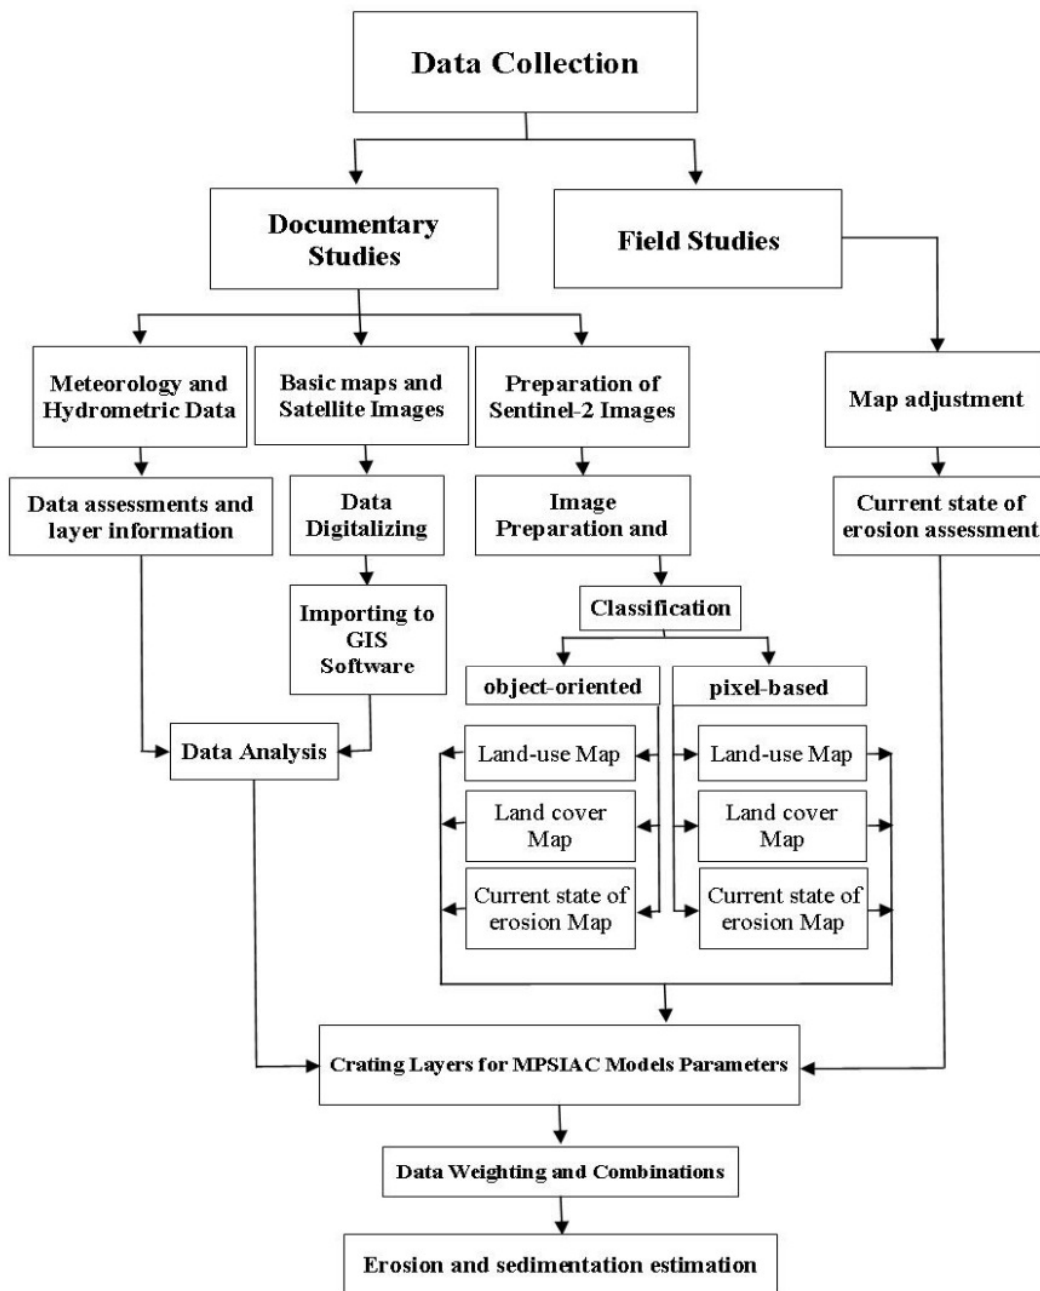 Data Collection
Documentary
Studies
Field Studies
Meteorology and
Hydrometric Data
Basic maps and
Satellite Images
Preparation of
Sentinel-2 Images
Map adjustment
Data assessments and
layer information
Data
Digitalizing
Image
Preparation and
Current state of
erosion assessment
Importing to
GIS
Software
Classification
object-oriented
pixel-based
Data Analysis
Land-use Map
Land-use Map
Land cover
Map
Land cover
Map
Current state of
erosion Map
Current state of
erosion Map
Crating Layers for MPSIAC Models Parameters
Data Weighting and Combinations
Erosion and sedimentation estimation